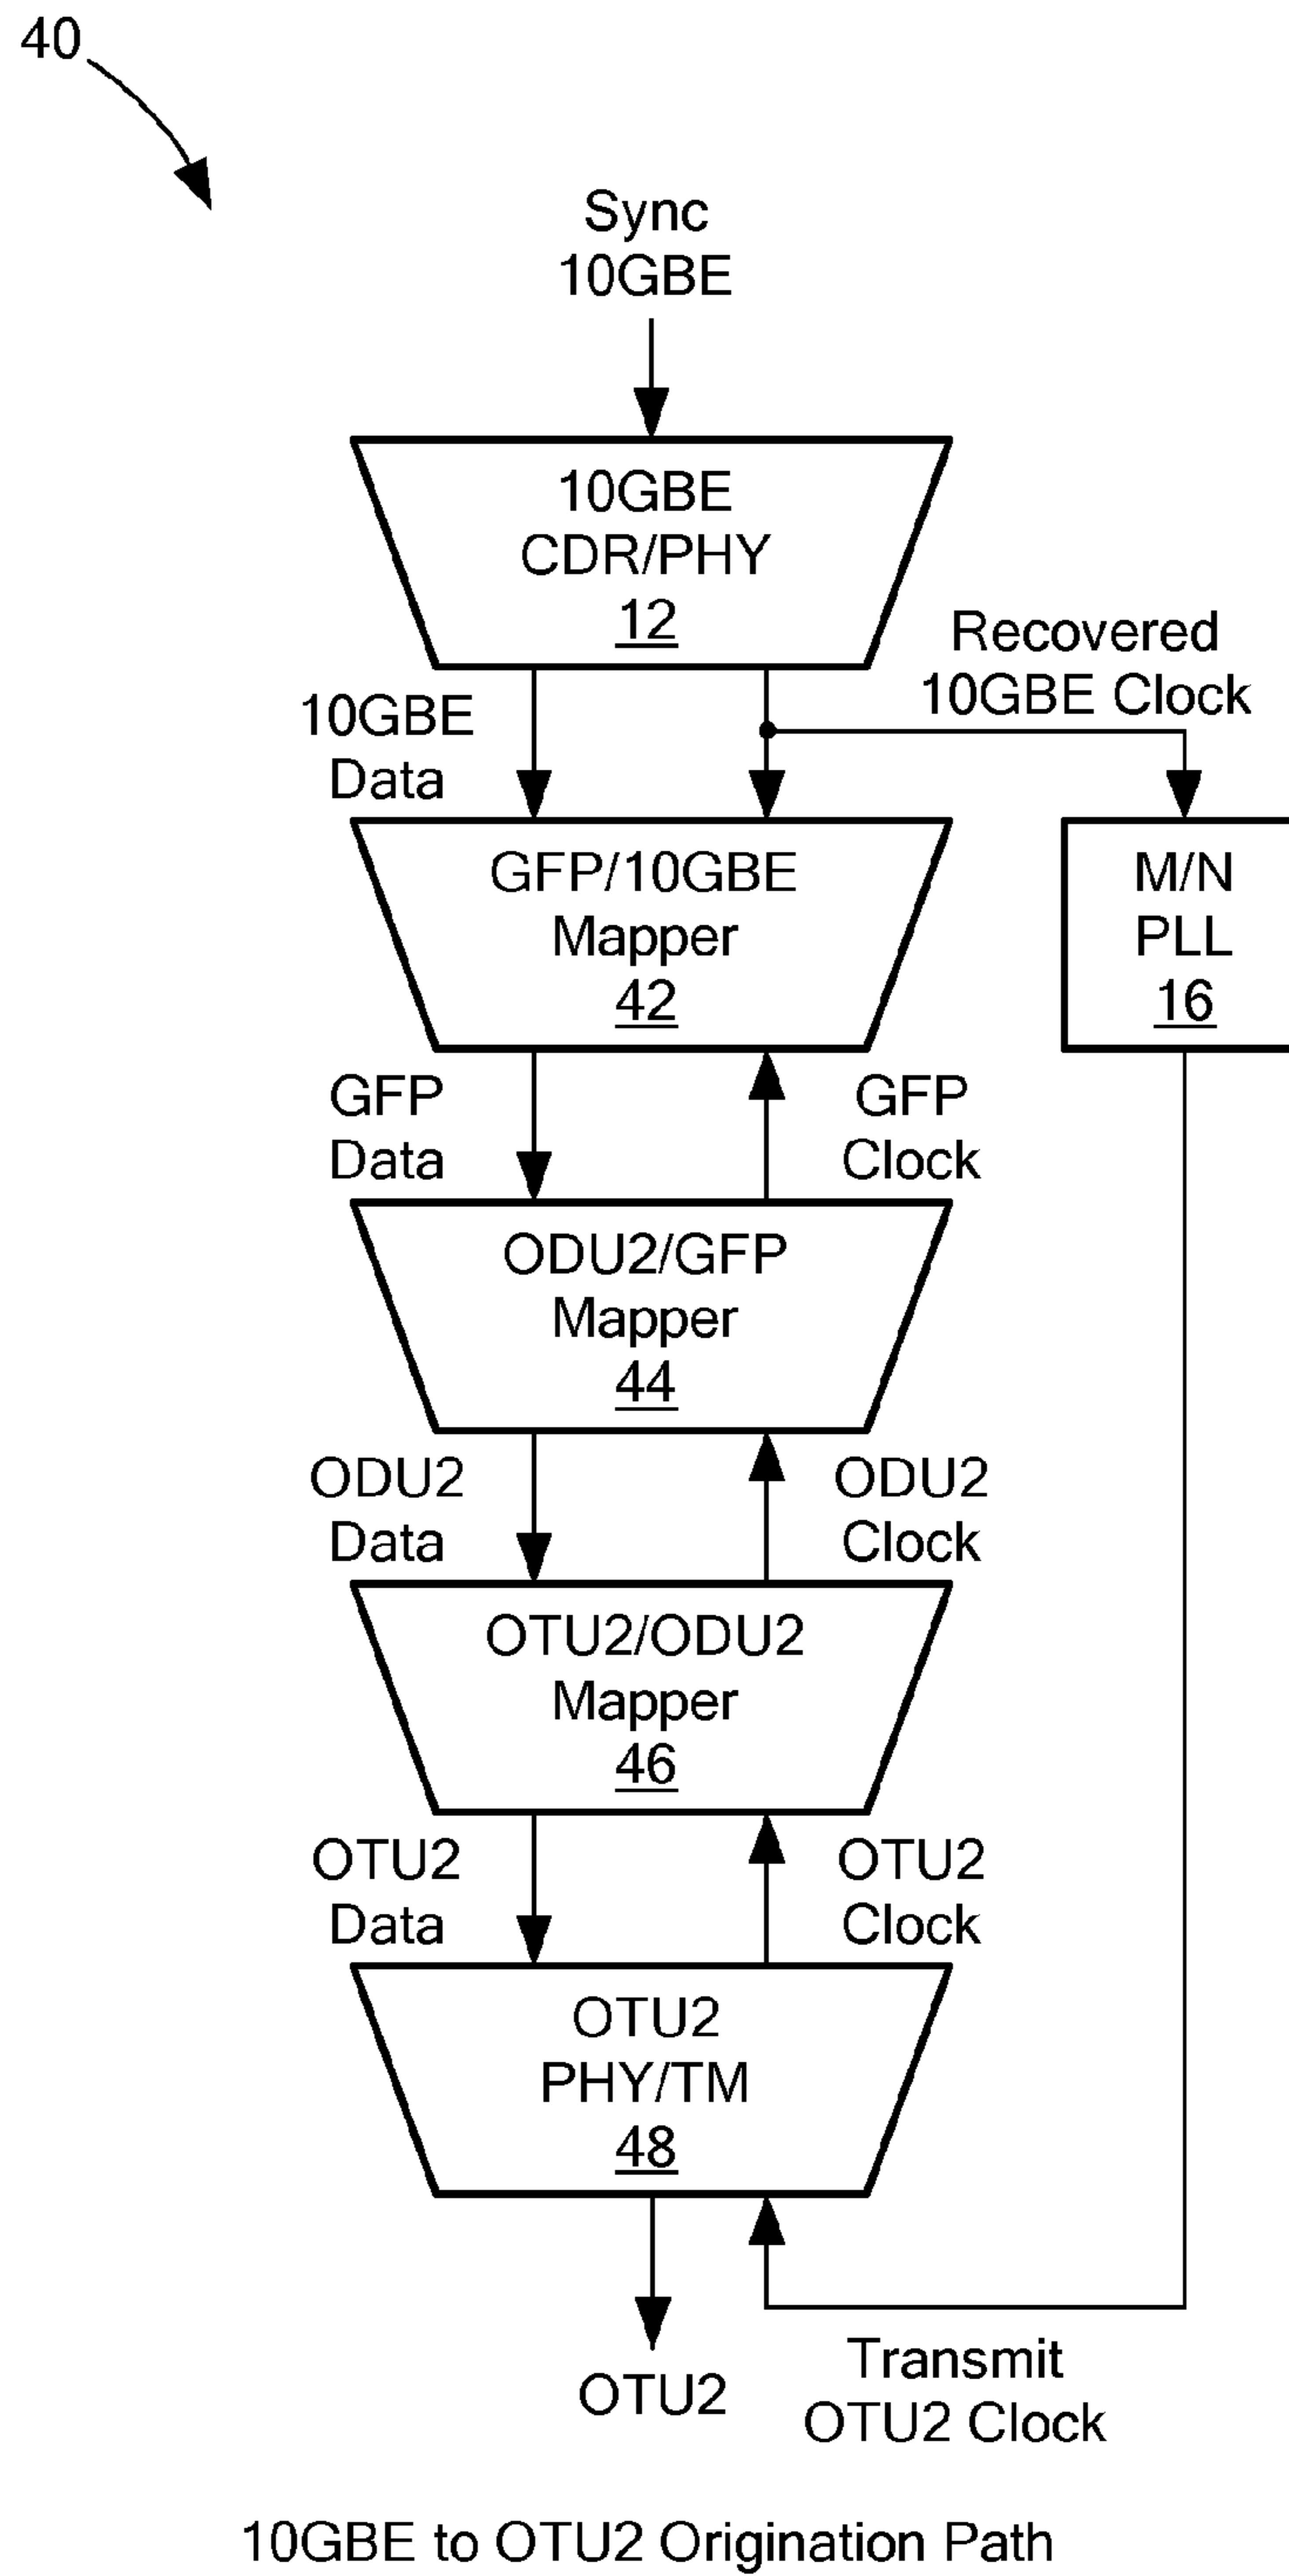 40
Sync
10GBE
10GBE
CDR/PHY
12
Recovered
10GBE Clock
10GBE
Data
GFP/10GBE
Mapper
42
M/N
PLL
16
GFP
Data
GFP
Clock
ODU2/GFP
Mapper
44
ODU2
Data
ODU2
Clock
OTU2/ODU2
Mapper
46
OTU2
Data
OTU2
Clock
OTU2
PHY/TM
48
OTU2
Transmit
OTU2 Clock
10GBE to OTU2 Origination Path